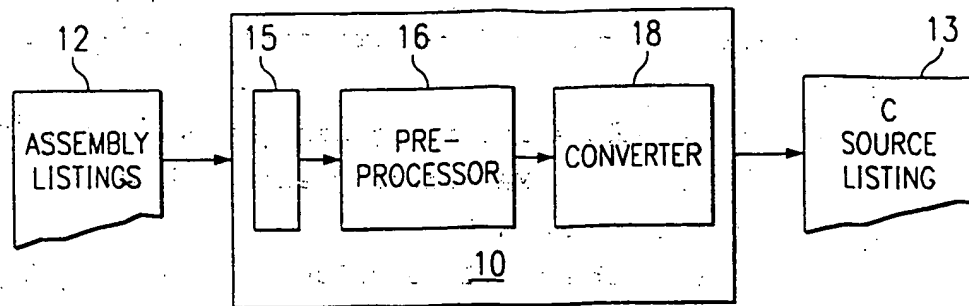 12
15
16
18
13
ASSEMBLY
LISTINGS
PRE-
PROCESSOR
CONVERTER
C
SOURCE
LISTING
10